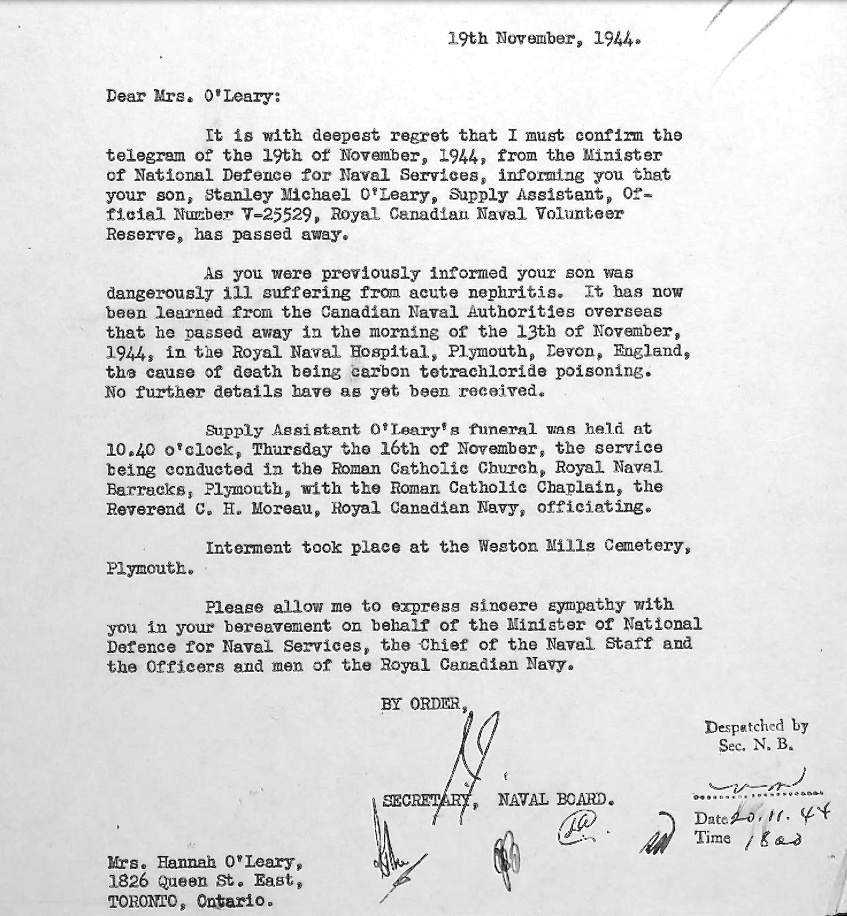 19th November, 1944.
Dear Mrs. O'Leary:
It is with deepest regret that I must confirm the
telegram of the 19th of November, 1944, from the Minister
of National Defence for Naval Services, informing you that
your son, Stanley Michael O'Leary, Supply Assistant, Of-
ficial Number V-25529, Royal Canadian Naval Volunteer
Reserve, has passed away.
As you were previously informed your son was
dangerously ill suffering from acute nephritis. It has now
been learned from the Canadian Naval Authorities overseas
that he passed away in the morning of the 13th of November,
1944, in the Royal Naval Hospital, Plymouth, Devon, England,
the cause of death being carbon tetrachloride poisoning.
No further details have as yet been received.
Supply Assistant O'Leary's funeral was held at
10.40 o'clock, Thursday the 16th of November, the service
being conducted in the Roman Catholic Church, Royal Naval
Barracks, Plymouth, with the Roman Catholic Chaplain, the
Reverend C. H. Moreau, Royal Canadian Navy, officiating.
Interment took place at the Weston Mills Cemetery,
Plymouth.
Please allow me to express sincere sympathy with
you in your bereavement on behalf of the Minister of National
Defence for Naval Services, the Chief of the Naval Staff and
the Officers and men of the Royal Canadian Navy.
BY ORDER,
Despatched by
Sec. N. B.
SECRETARY, NAVAL BOARD.
Date 20.11.44
Time 1800
Mrs. Hannah O'Leary,
1826 Queen St. East,
TORONTO, Ontario.